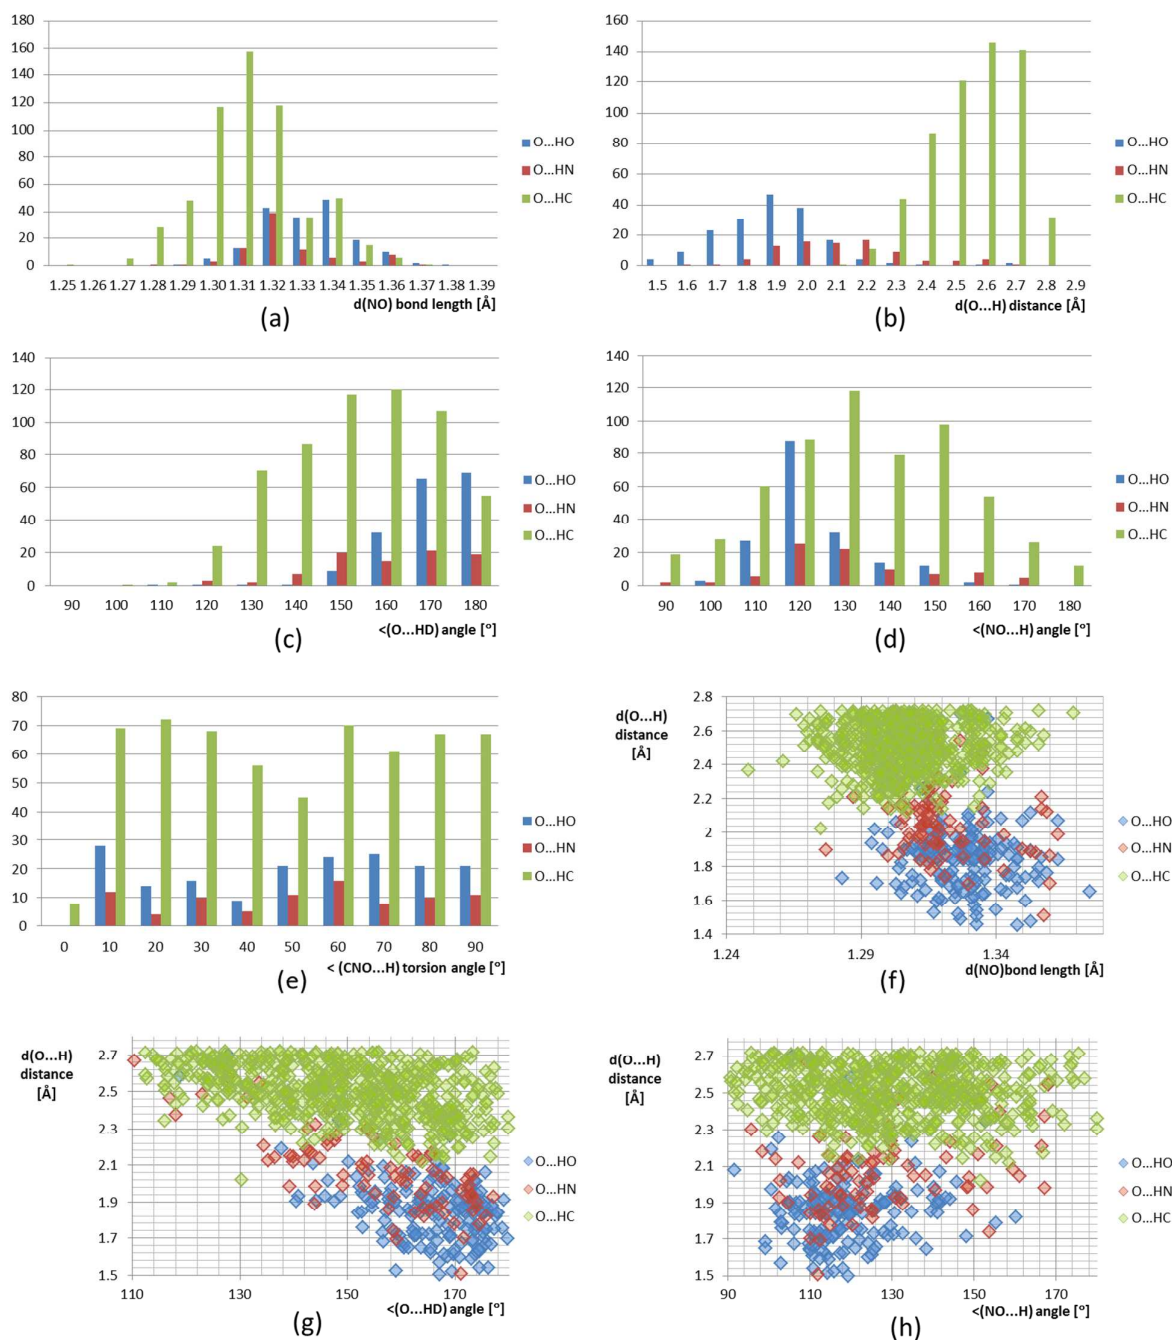 180
160
140
120
100
80
60
40
20
0
1.25 1.26 1.27 1.28 1.29 1.30 1.31 1.32 1.33 1.34 1.35 1.36 1.37 1.38 1.39
d(NO) bond length [Å]
O...HO
O...HN
O...HC
(a)
160
140
120
100
80
60
40
20
0
1.5 1.6 1.7 1.8 1.9 2.0 2.1 2.2 2.3 2.4 2.5 2.6 2.7 2.8 2.9
d(O...H) distance [Å]
O...HO
O...HN
O...HC
(b)
140
120
100
80
60
40
20
0
90 100 110 120 130 140 150 160 170 180
<(O...HD) angle [°]
O...HO
O...HN
O...HC
(c)
140
120
100
80
60
40
20
0
90 100 110 120 130 140 150 160 170 180
<(NO...H) angle [°]
O...HO
O...HN
O...HC
(d)
80
70
60
50
40
30
20
10
0
0 10 20 30 40 50 60 70 80 90
< (CNO...H) torsion angle [°]
O...HO
O...HN
O...HC
(e)
d(O...H)
distance
[Å]
2.8
2.6
2.4
2.2
2
1.8
1.6
1.4
1.24 1.29 1.34
d(NO)bond length [Å]
O...HO
O...HN
O...HC
(f)
d(O...H)
distance
[Å]
2.7
2.5
2.3
2.1
1.9
1.7
1.5
110 130 150 170
<(O...HD) angle [°]
O...HO
O...HN
O...HC
(g)
d(O...H)
distance
[Å]
2.7
2.5
2.3
2.1
1.9
1.7
1.5
90 110 130 150 170
<(NO...H) angle [°]
O...HO
O...HN
O...HC
(h)